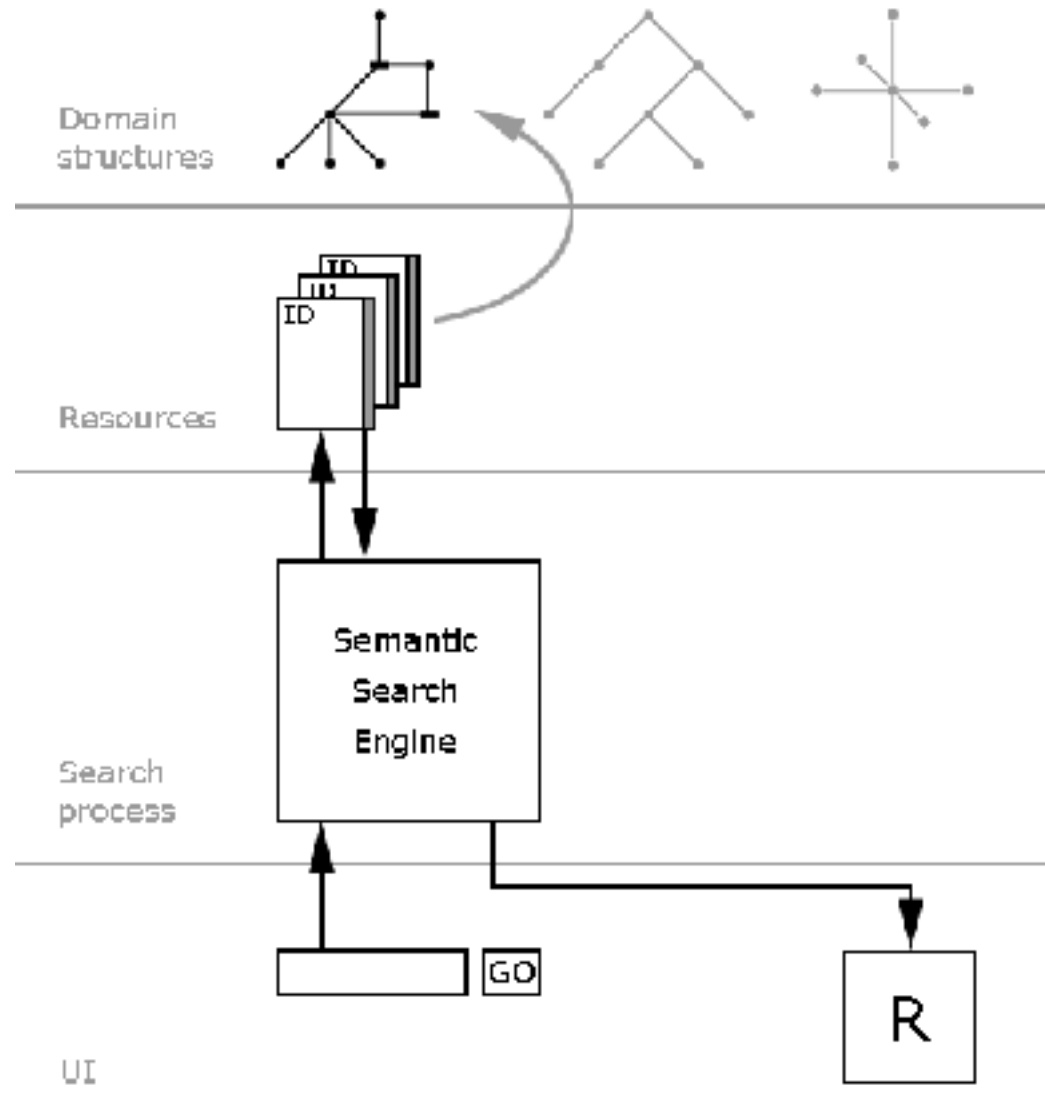 Domain
structures
ID
ID
ID
Resources
Semantic
Search
Engine
Search
process
GO
R
UI